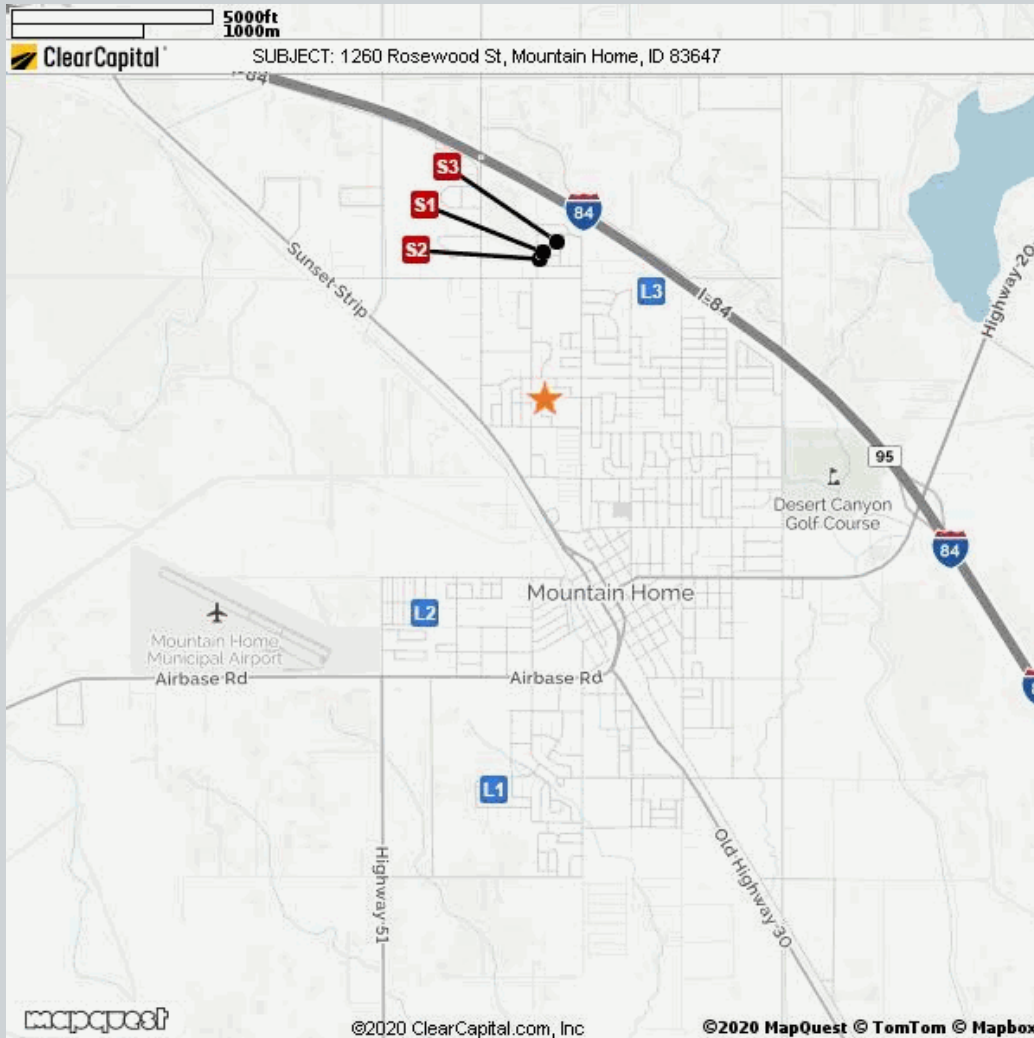 5000ft
1000m
ClearCapital
SUBJECT: 1260 Rosewood St, Mountain Home, ID 83647
I-84
S3
S1
84
S2
Sunset Strip
L3
I-84
Highway 20
95
Desert Canyon
Golf Course
84
Mountain Home
L2
Mountain Home
Municipal Airport
Airbase Rd
Airbase Rd
L1
Highway 51
Old Highway 30
mapquest
©2020 ClearCapital.com, Inc
©2020 MapQuest © TomTom © Mapbox